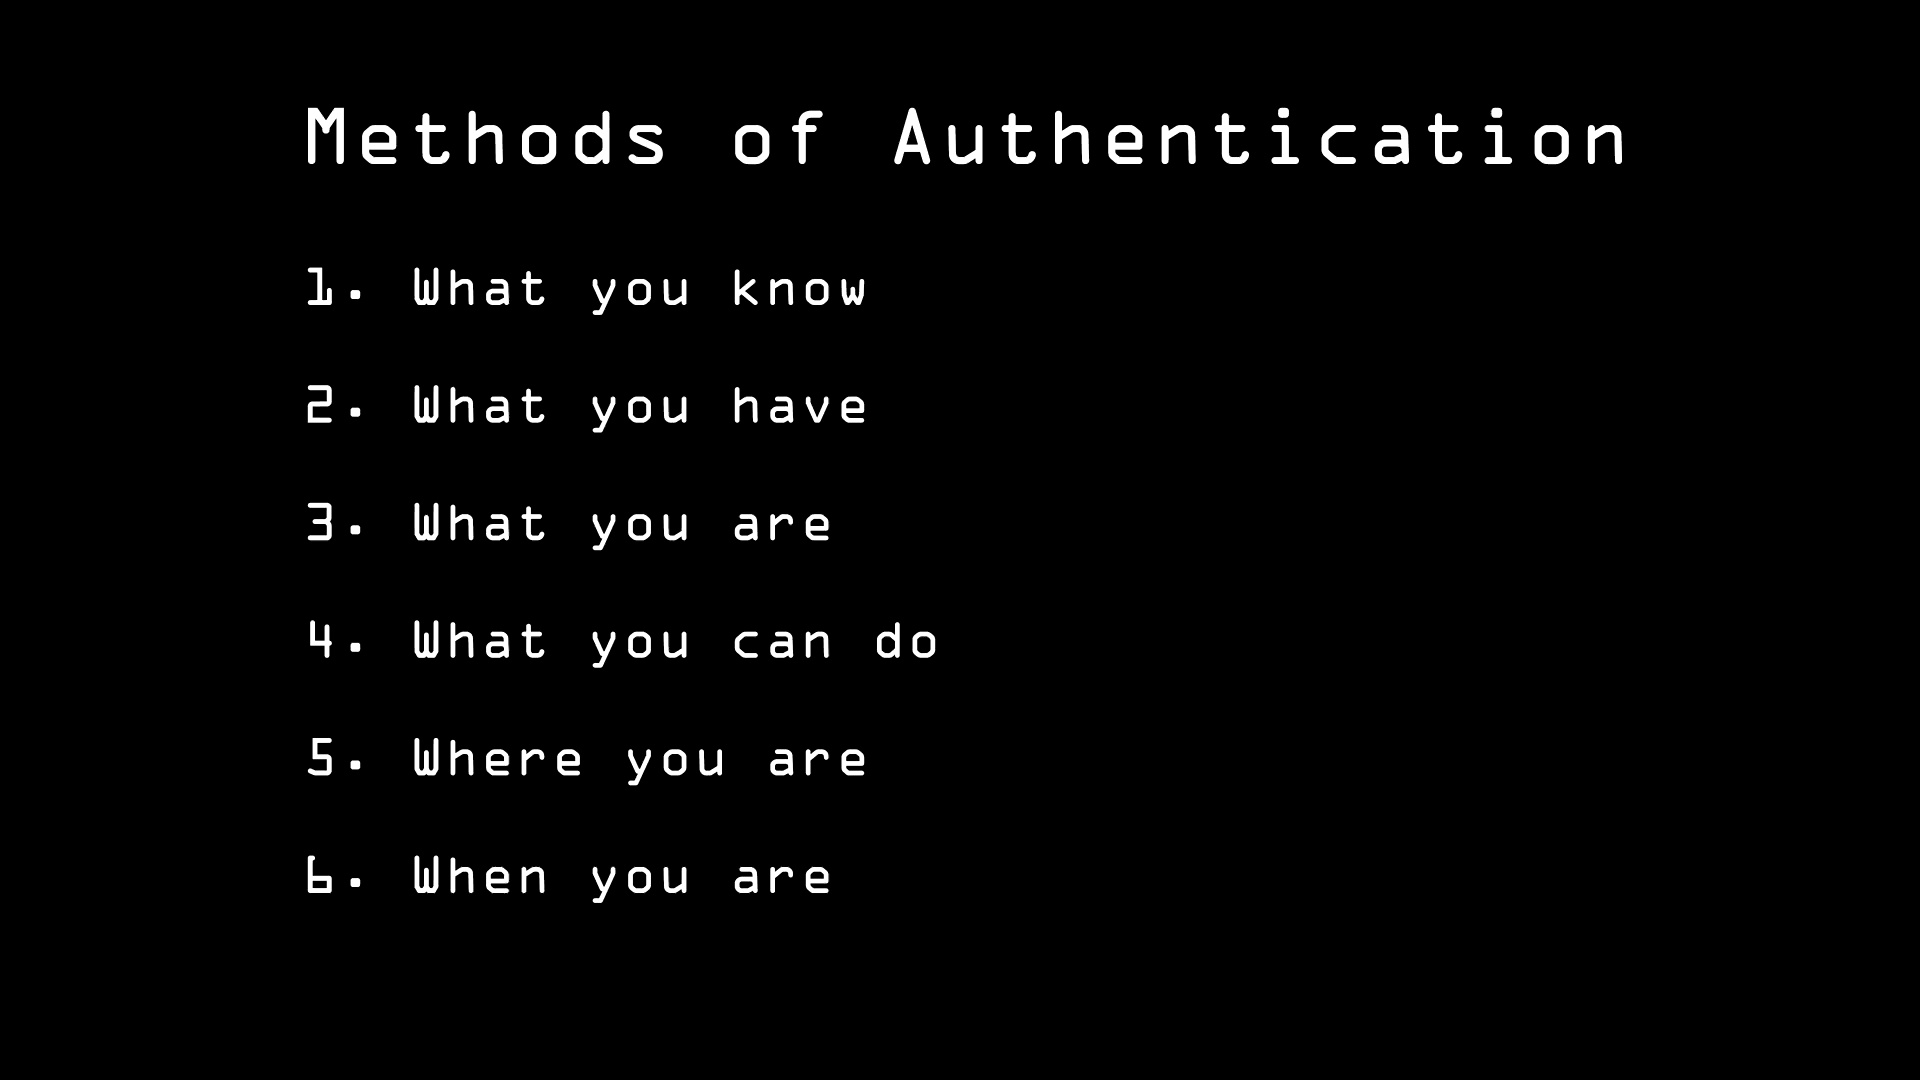 Methods of Authentication
1. What you know
2. What you have
3. What you are
4. What you can do
5. Where you are
6. When you are